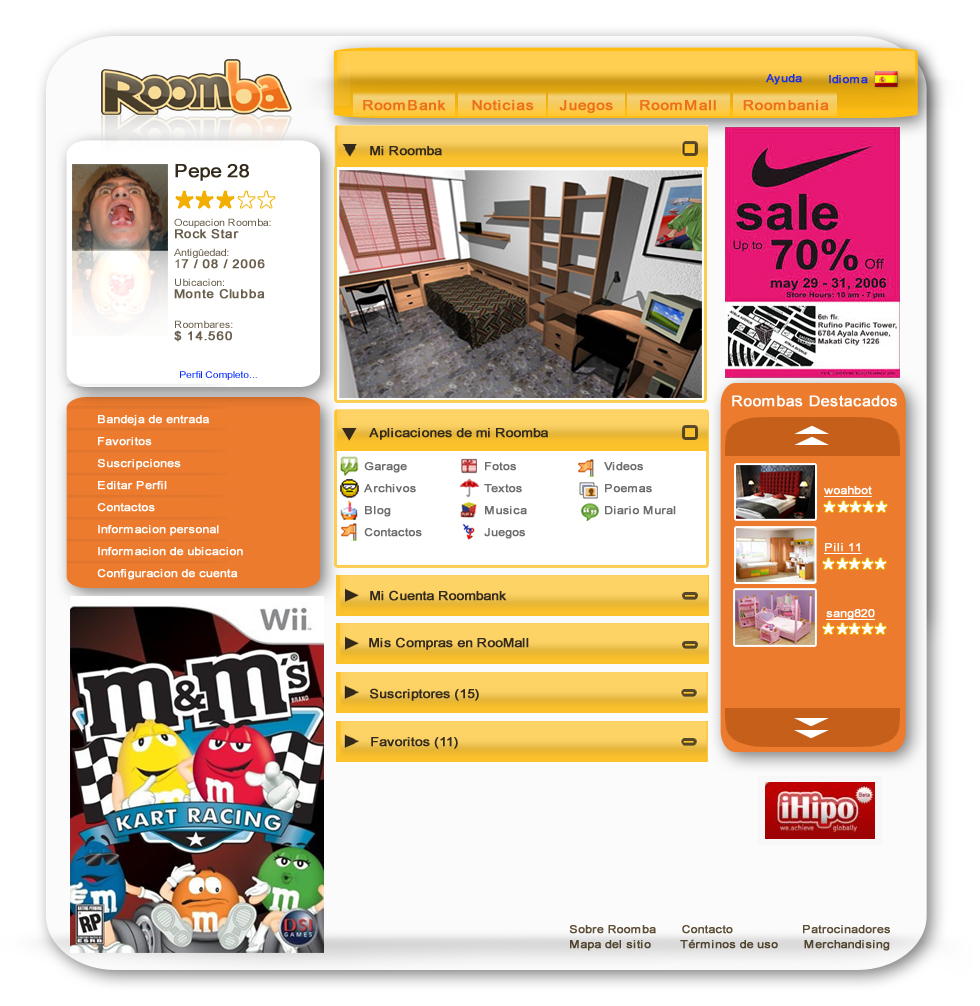 Roomba
Ayuda
Idioma
RoomBank
Noticias
Juegos
RoomMall
Roombania
Pepe 28
Ocupacion Roomba:
Rock Star
Antigüedad:
17 / 08 / 2006
Ubicacion:
Monte Clubba
Roombares:
$ 14.560
Perfil Completo...
Bandeja de entrada
Favoritos
Suscripciones
Editar Perfil
Contactos
Informacion personal
Informacion de ubicacion
Configuracion de cuenta
Wii
m&m's
BRAND
KART RACING
m
m
m
RATING PENDING
RP
ESRB
DSI
GAMES
Mi Roomba
Aplicaciones de mi Roomba
Garage
Fotos
Videos
Archivos
Textos
Poemas
Blog
Musica
Diario Mural
Contactos
Juegos
Mi Cuenta Roombank
Mis Compras en RooMall
Suscriptores (15)
Favoritos (11)
sale
Up to 70% Off
may 29 - 31, 2006
Store Hours: 10 am - 7 pm
6th flr.
Rufino Pacific Tower,
6784 Ayala Avenue,
Makati City 1226
Roombas Destacados
woahbot
Pili 11
sang820
iHipo
Beta
we.achieve globally
Sobre Roomba
Contacto
Patrocinadores
Mapa del sitio
Términos de uso
Merchandising